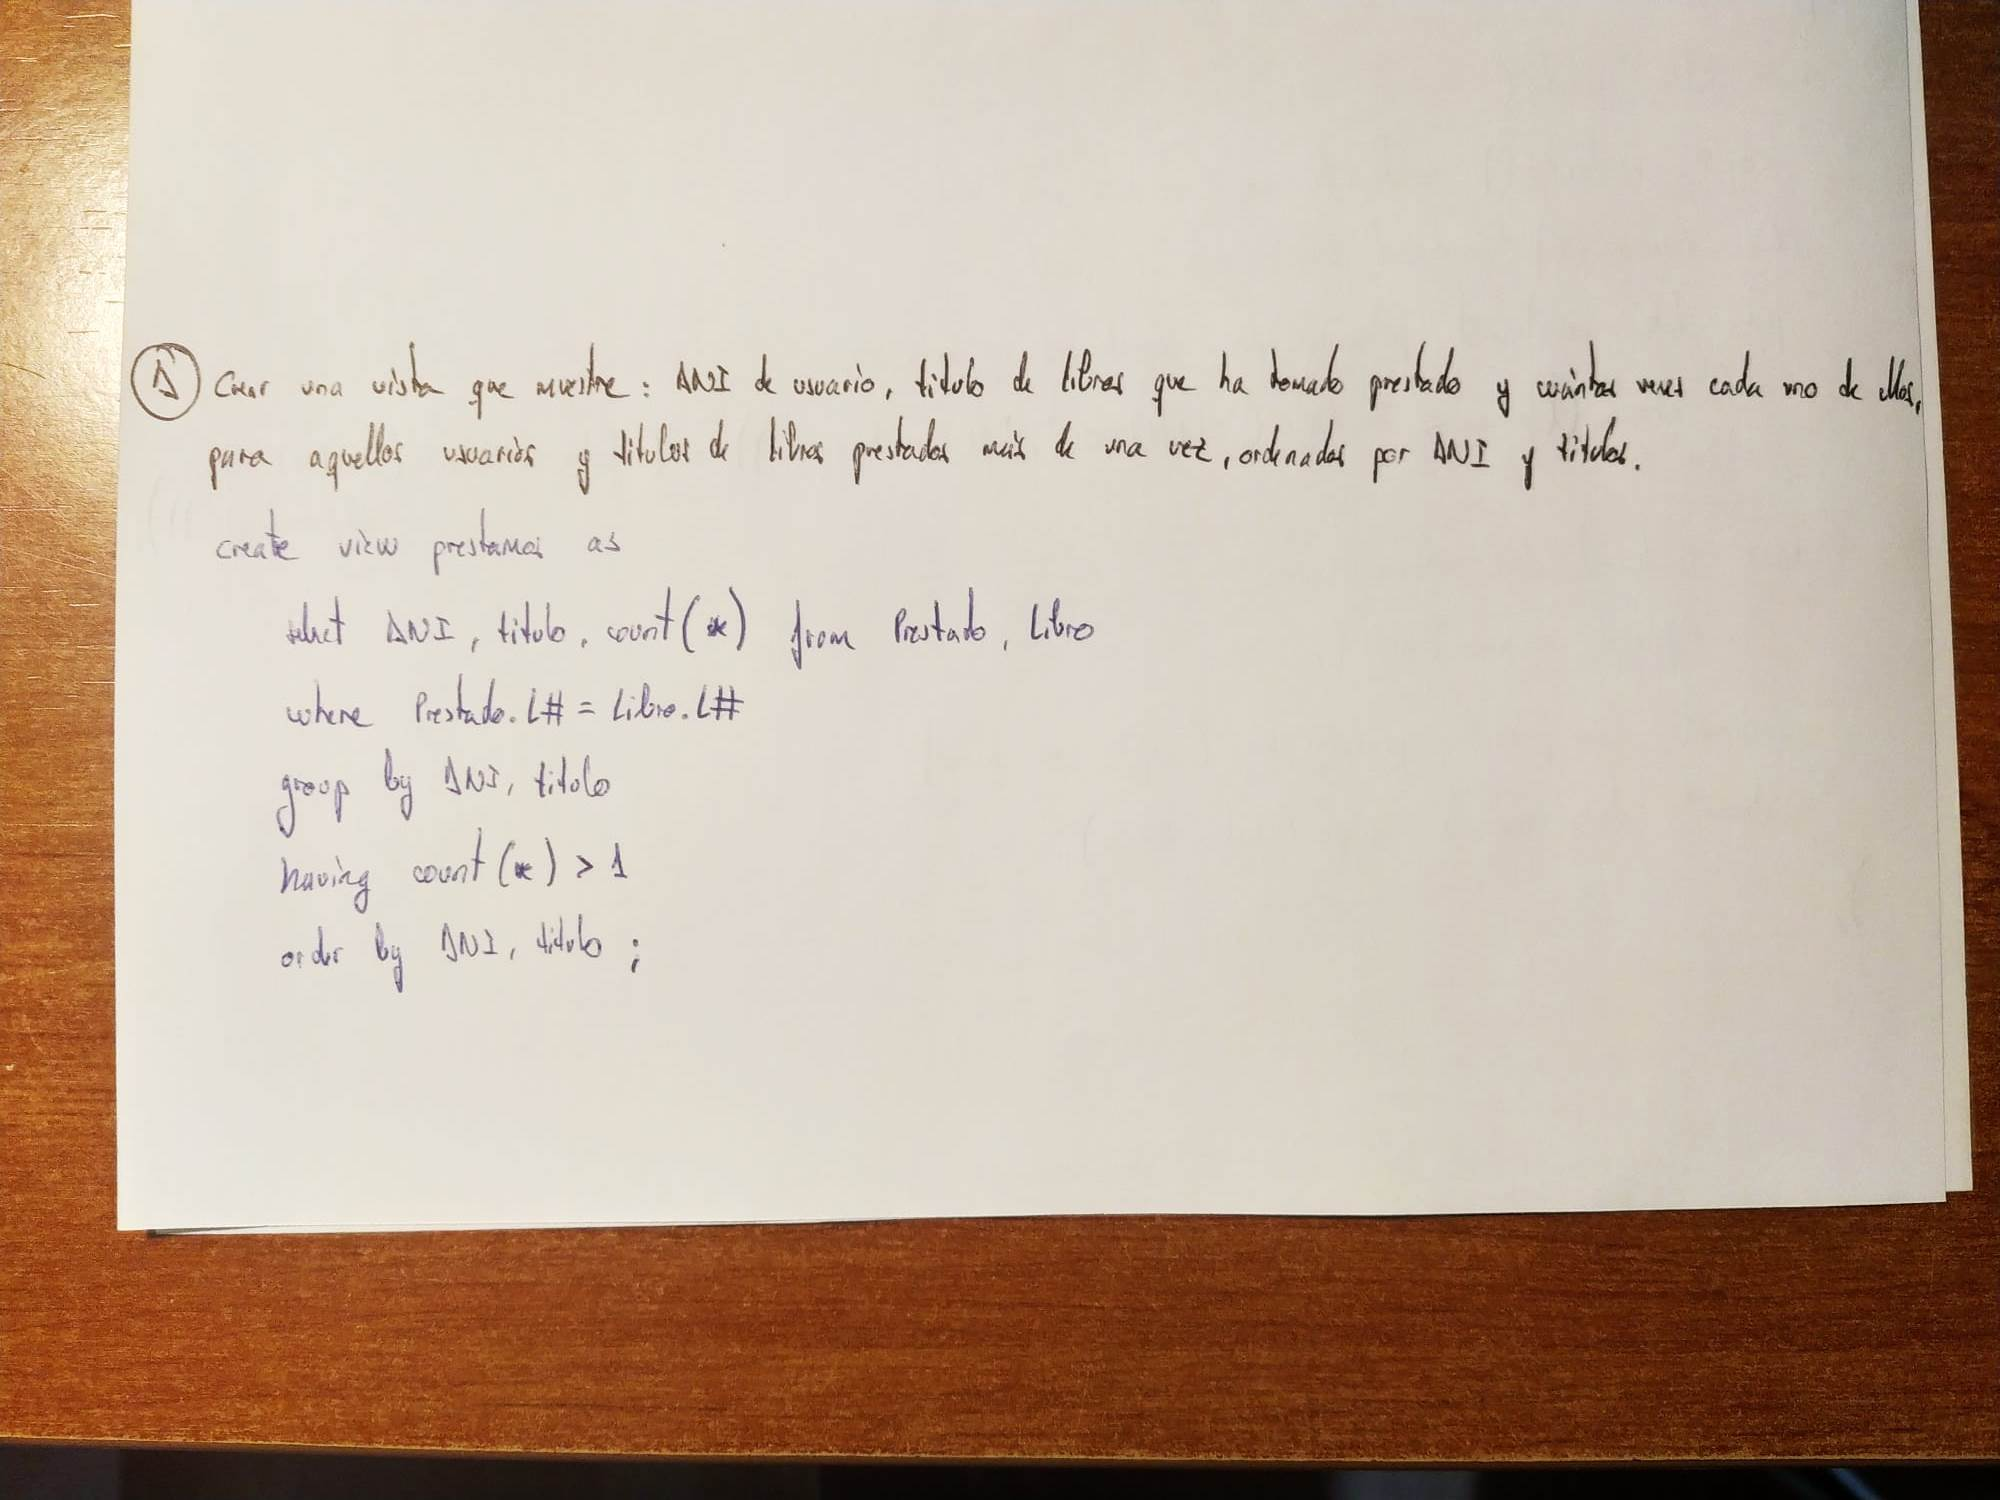 ① Crear una vista que muestre: DNI de usuario, titulo de libros que ha tomado prestado y cuántas veces cada uno de ellos,
para aquellos usuarios y titulos de libros prestados más de una vez, ordenados por DNI y titulos.
create view prestamos as
select DNI, titulo, count(*) from Prestado, Libro
where Prestado.L# = Libro.L#
group by DNI, titulo
having count(*) > 1
order by DNI, titulo;